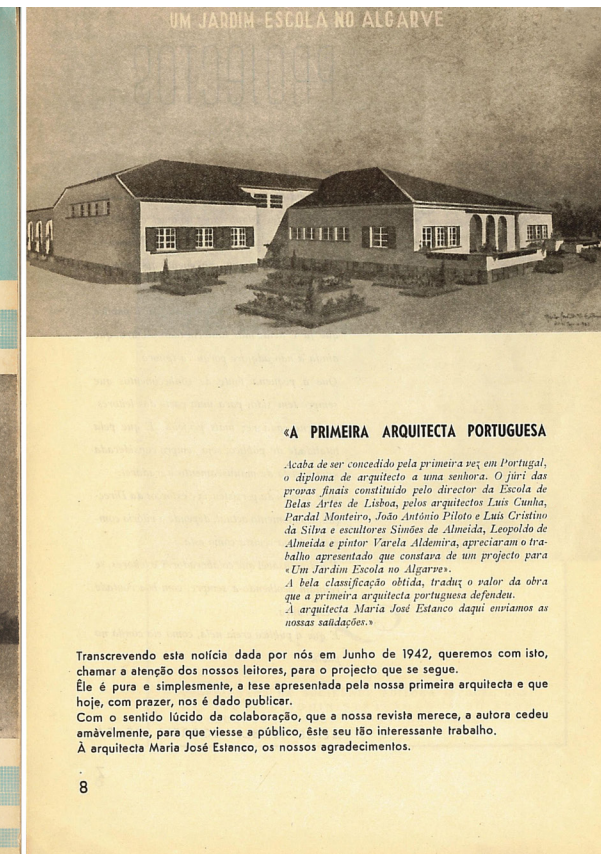 UM JARDIM-ESCOLA NO ALGARVE
«A PRIMEIRA ARQUITECTA PORTUGUESA
Acaba de ser concedido pela primeira vez em Portugal,
o diploma de arquitecto a uma senhora. O júri das
provas finais constituído pelo director da Escola de
Belas Artes de Lisboa, pelos arquitectos Luís Cunha,
Pardal Monteiro, João António Piloto e Luís Cristino
da Silva e escultores Simões de Almeida, Leopoldo de
Almeida e pintor Varela Aldemira, apreciaram o tra-
balho apresentado que constava de um projecto para
«Um Jardim Escola no Algarve».
A bela classificação obtida, traduz o valor da obra
que a primeira arquitecta portuguesa defendeu.
À arquitecta Maria José Estanco daqui enviamos as
nossas saüdações.»
Transcrevendo esta notícia dada por nós em Junho de 1942, queremos com isto,
chamar a atenção dos nossos leitores, para o projecto que se segue.
Êle é pura e simplesmente, a tese apresentada pela nossa primeira arquitecta e que
hoje, com prazer, nos é dado publicar.
Com o sentido lúcido da colaboração, que a nossa revista merece, a autora cedeu
amàvelmente, para que viesse a público, êste seu tão interessante trabalho.
À arquitecta Maria José Estanco, os nossos agradecimentos.
8